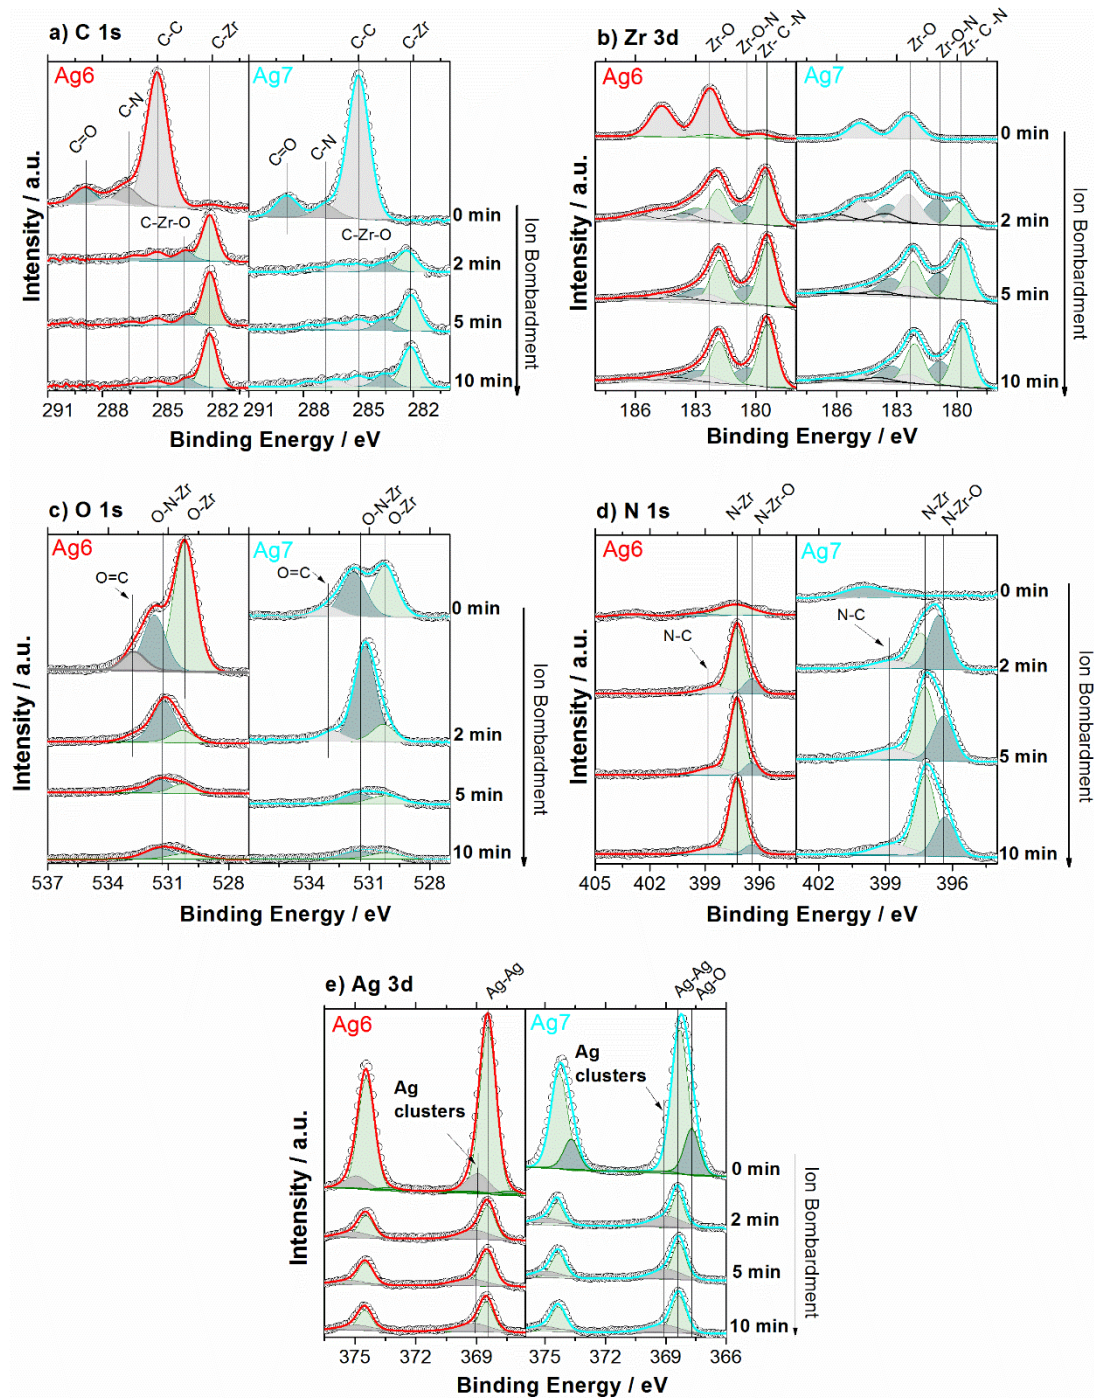 a) C 1s
C-C
C-Zr
C-C
C-Zr
Ag6
Ag7
C-N
C=O
C-N
C=O
0 min
C-Zr-O
C-Zr-O
2 min
5 min
10 min
Ion Bombardment
Intensity / a.u.
291 288 285 282 291 288 285 282
Binding Energy / eV
b) Zr 3d
Zr-O
Zr-O-N
Zr- C -N
Zr-O
Zr-O-N
Zr- C -N
Ag6
Ag7
0 min
2 min
5 min
10 min
Ion Bombardment
Intensity / a.u.
186 183 180 186 183 180
Binding Energy / eV
c) O 1s
O-N-Zr
O-Zr
O-N-Zr
O-Zr
Ag6
Ag7
O=C
O=C
0 min
2 min
5 min
10 min
Ion Bombardment
Intensity / a.u.
537 534 531 528 534 531 528
Binding Energy / eV
d) N 1s
N-Zr
N-Zr-O
N-Zr
N-Zr-O
Ag6
Ag7
0 min
N-C
N-C
2 min
5 min
10 min
Ion Bombardment
Intensity / a.u.
405 402 399 396 402 399 396
Binding Energy / eV
e) Ag 3d
Ag-Ag
Ag-Ag
Ag-O
Ag6
Ag7
Ag
clusters
Ag
clusters
0 min
2 min
5 min
10 min
Ion Bombardment
Intensity / a.u.
375 372 369 375 372 368 366
Binding Energy / eV